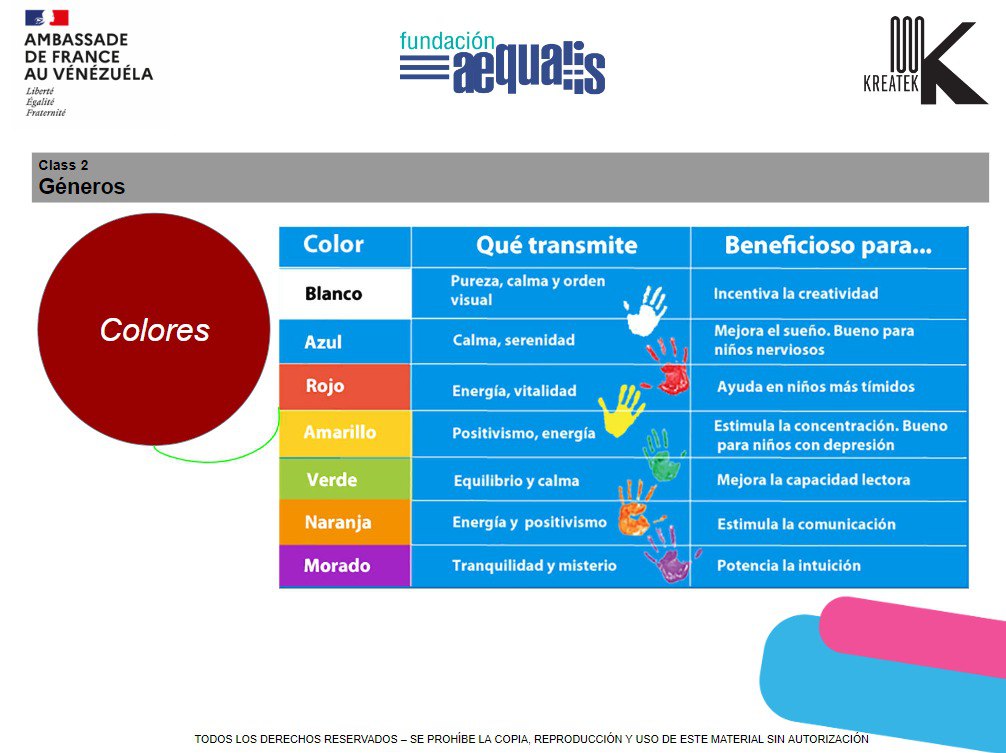 AMBASSADE
DE FRANCE
AU VÉNÉZUÉLA
Liberté
Égalité
Fraternité
fundación
aequalis
KREATEK
Class 2
Géneros
Colores
Color Qué transmite Beneficioso para...
Blanco Pureza, calma y orden
visual Incentiva la creatividad
Azul Calma, serenidad Mejora el sueño. Bueno para
niños nerviosos
Rojo Energía, vitalidad Ayuda en niños más tímidos
Amarillo Positivismo, energía Estimula la concentración. Bueno
para niños con depresión
Verde Equilibrio y calma Mejora la capacidad lectora
Naranja Energía y positivismo Estimula la comunicación
Morado Tranquilidad y misterio Potencia la intuición
TODOS LOS DERECHOS RESERVADOS – SE PROHÍBE LA COPIA, REPRODUCCIÓN Y USO DE ESTE MATERIAL SIN AUTORIZACIÓN